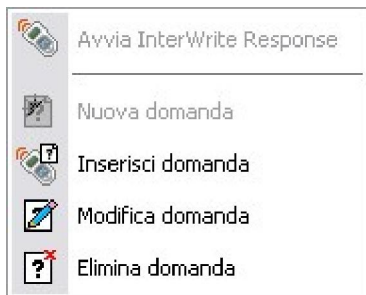 Avvia InterWrite Response
Nuova domanda
Inserisci domanda
Modifica domanda
Elimina domanda